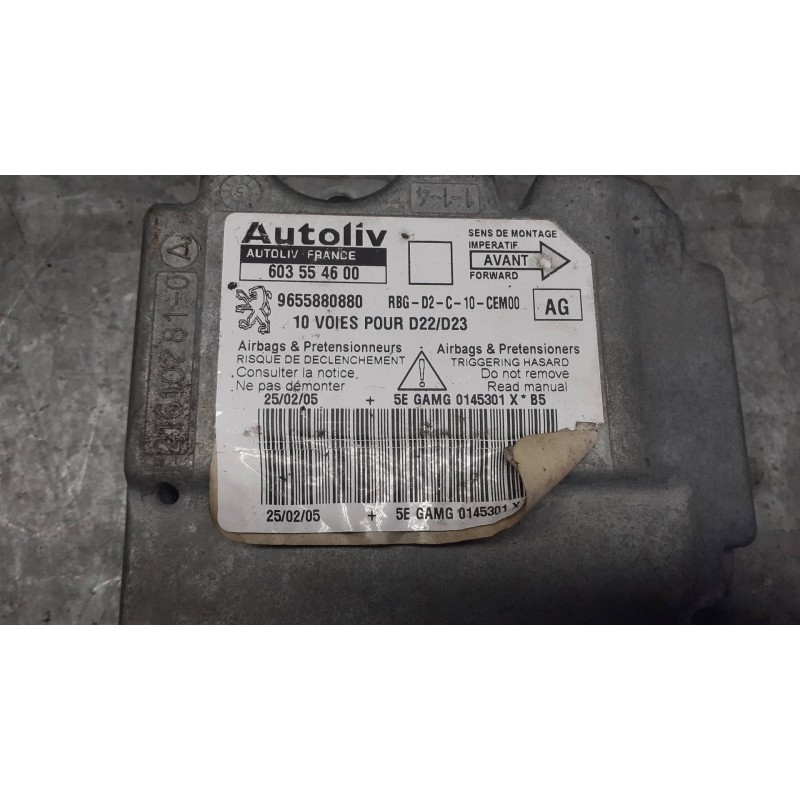 Autoliv
AUTOLIV FRANCE
603 55 46 00
SENS DE MONTAGE
IMPERATIF
AVANT
FORWARD
9655880880 RBG-D2-C-10-CEM00 AG
10 VOIES POUR D22/D23
Airbags & Pretensionneurs
RISQUE DE DECLENCHEMENT
Consulter la notice,
Ne pas démonter
!
Airbags & Pretensioners
TRIGGERING HASARD
Do not remove
Read manual
25/02/05 + 5E GAMG 0145301 X * B5
25/02/05 + 5E GAMG 0145301 X
A